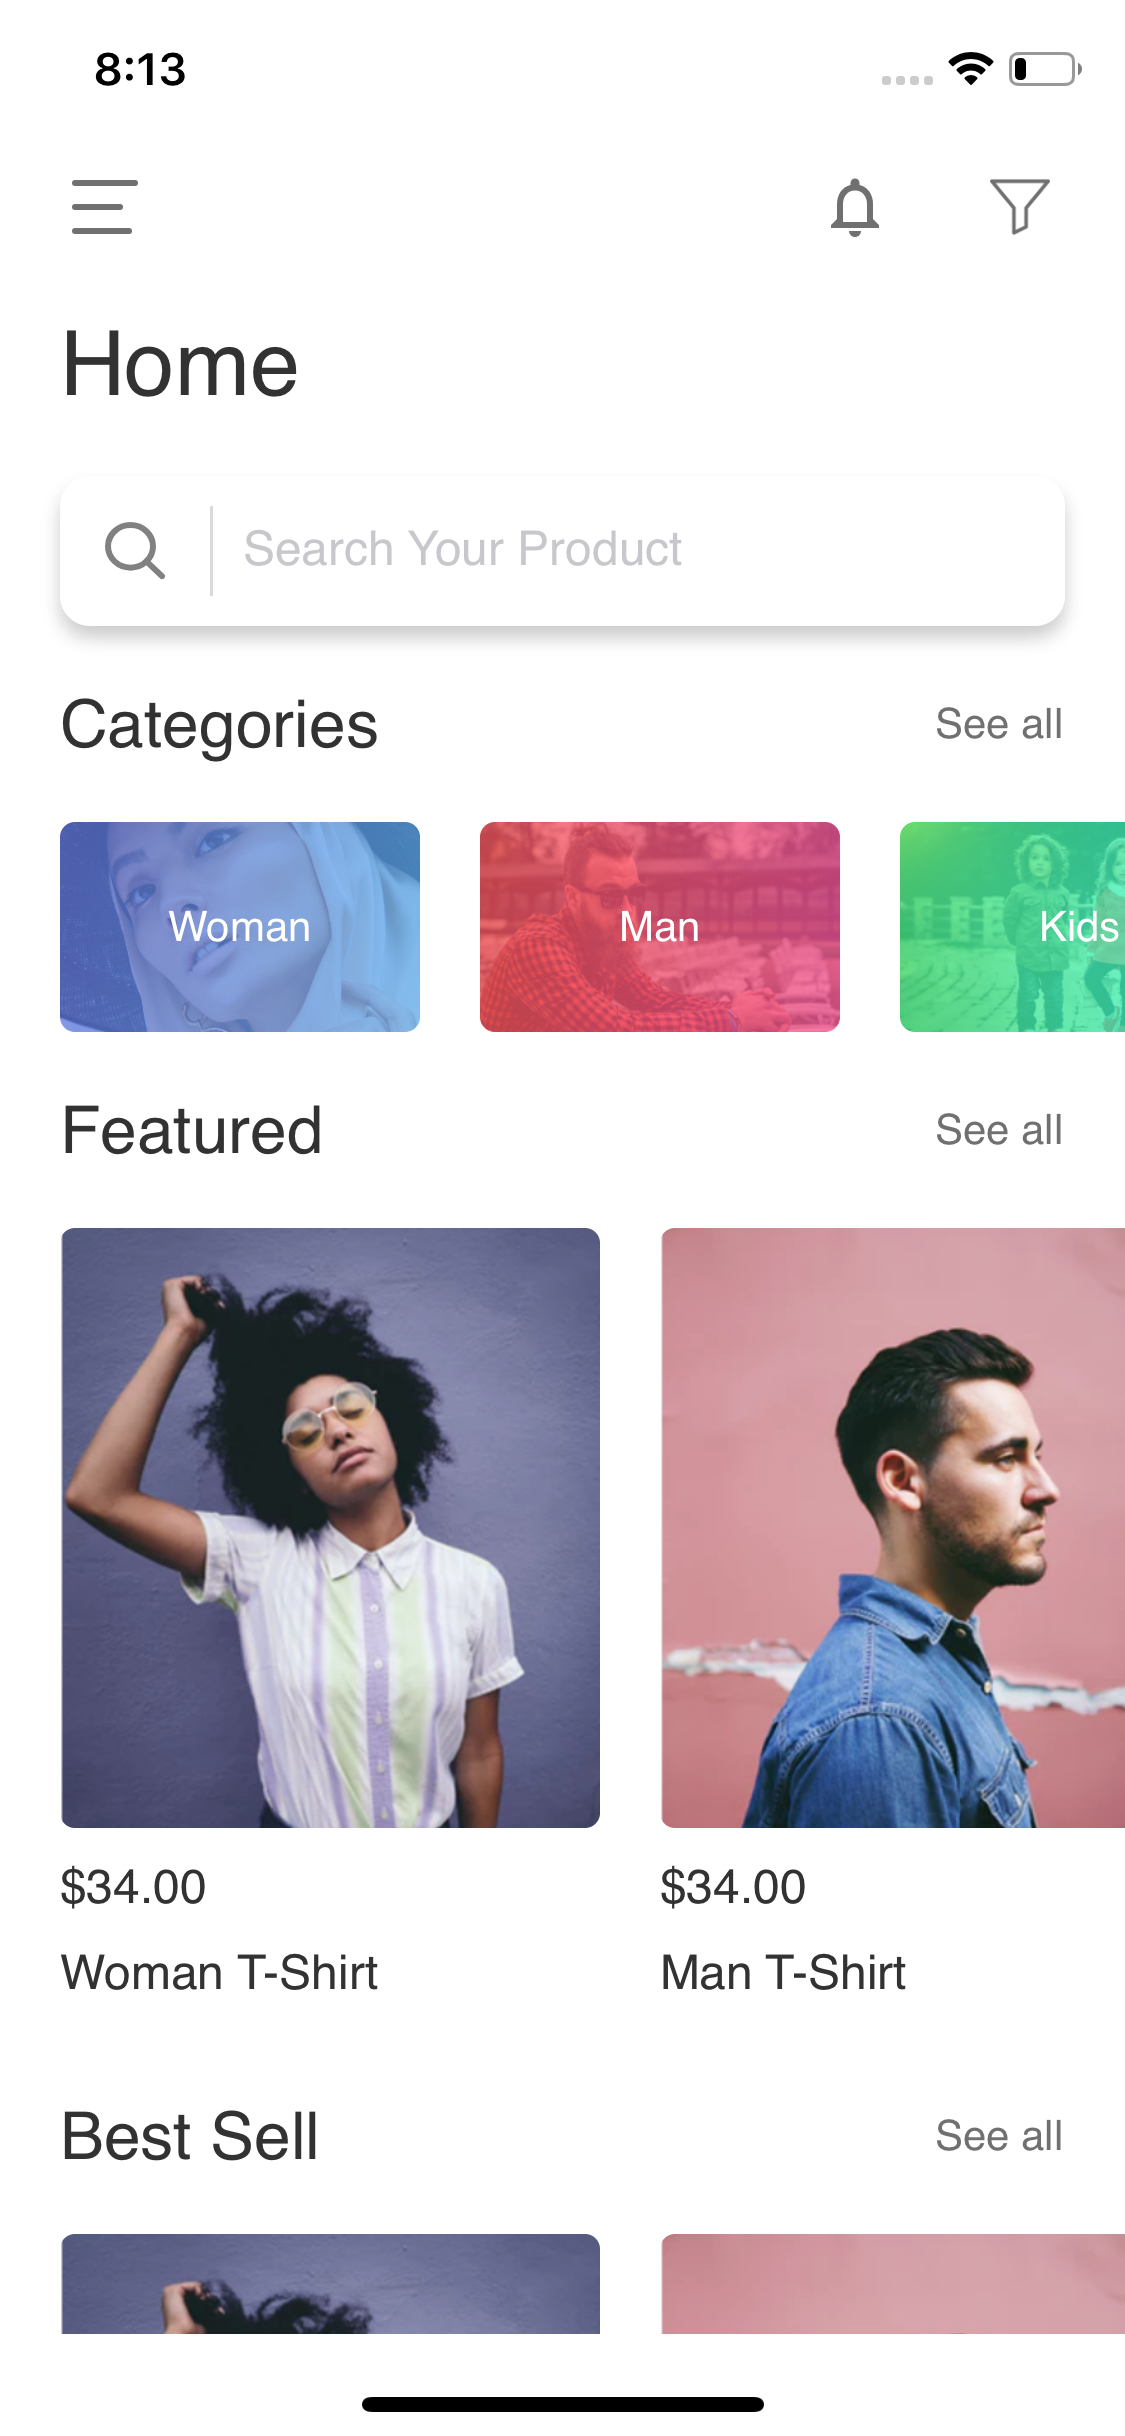 8:13
Home
Search Your Product
Categories
See all
Woman
Man
Kids
Featured
See all
$34.00
$34.00
Woman T-Shirt
Man T-Shirt
Best Sell
See all